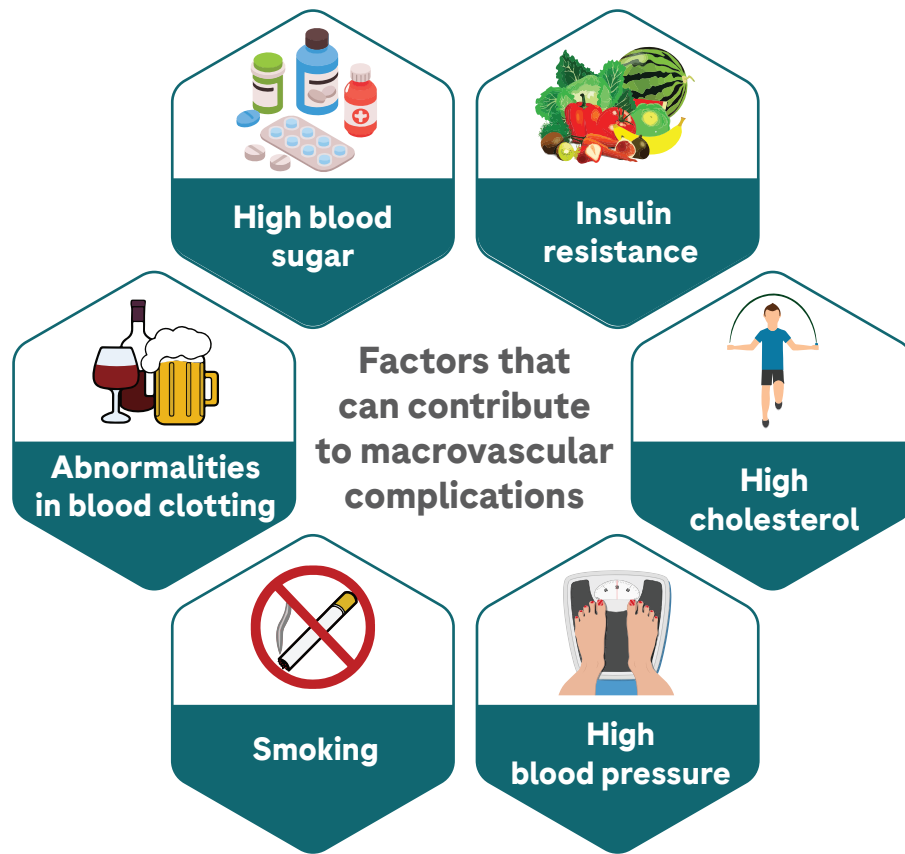 High blood
sugar
Insulin
resistance
Abnormalities
in blood clotting
Factors that
can contribute
to macrovascular
complications
High
cholesterol
Smoking
High
blood pressure